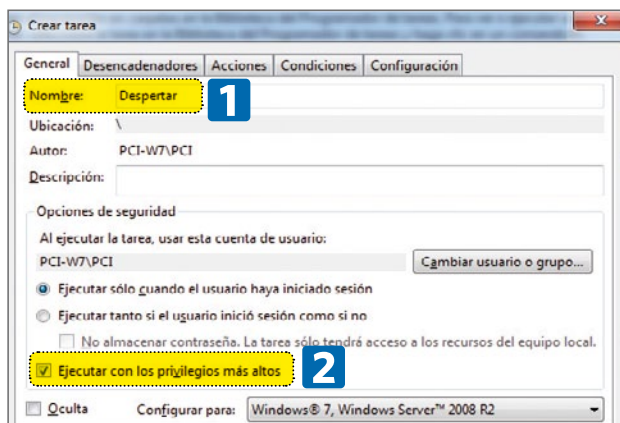 Crear tarea
General Desencadenadores Acciones Condiciones Configuración
Nombre: Despertar 1
Ubicación: \
Autor: PCI-W7\PCI
Descripción:
Opciones de seguridad
Al ejecutar la tarea, usar esta cuenta de usuario:
PCI-W7\PCI Cambiar usuario o grupo...
Ejecutar sólo cuando el usuario haya iniciado sesión
Ejecutar tanto si el usuario inició sesión como si no
No almacenar contraseña. La tarea sólo tendrá acceso a los recursos del equipo local.
Ejecutar con los privilegios más altos 2
Oculta Configurar para: Windows® 7, Windows Server™ 2008 R2